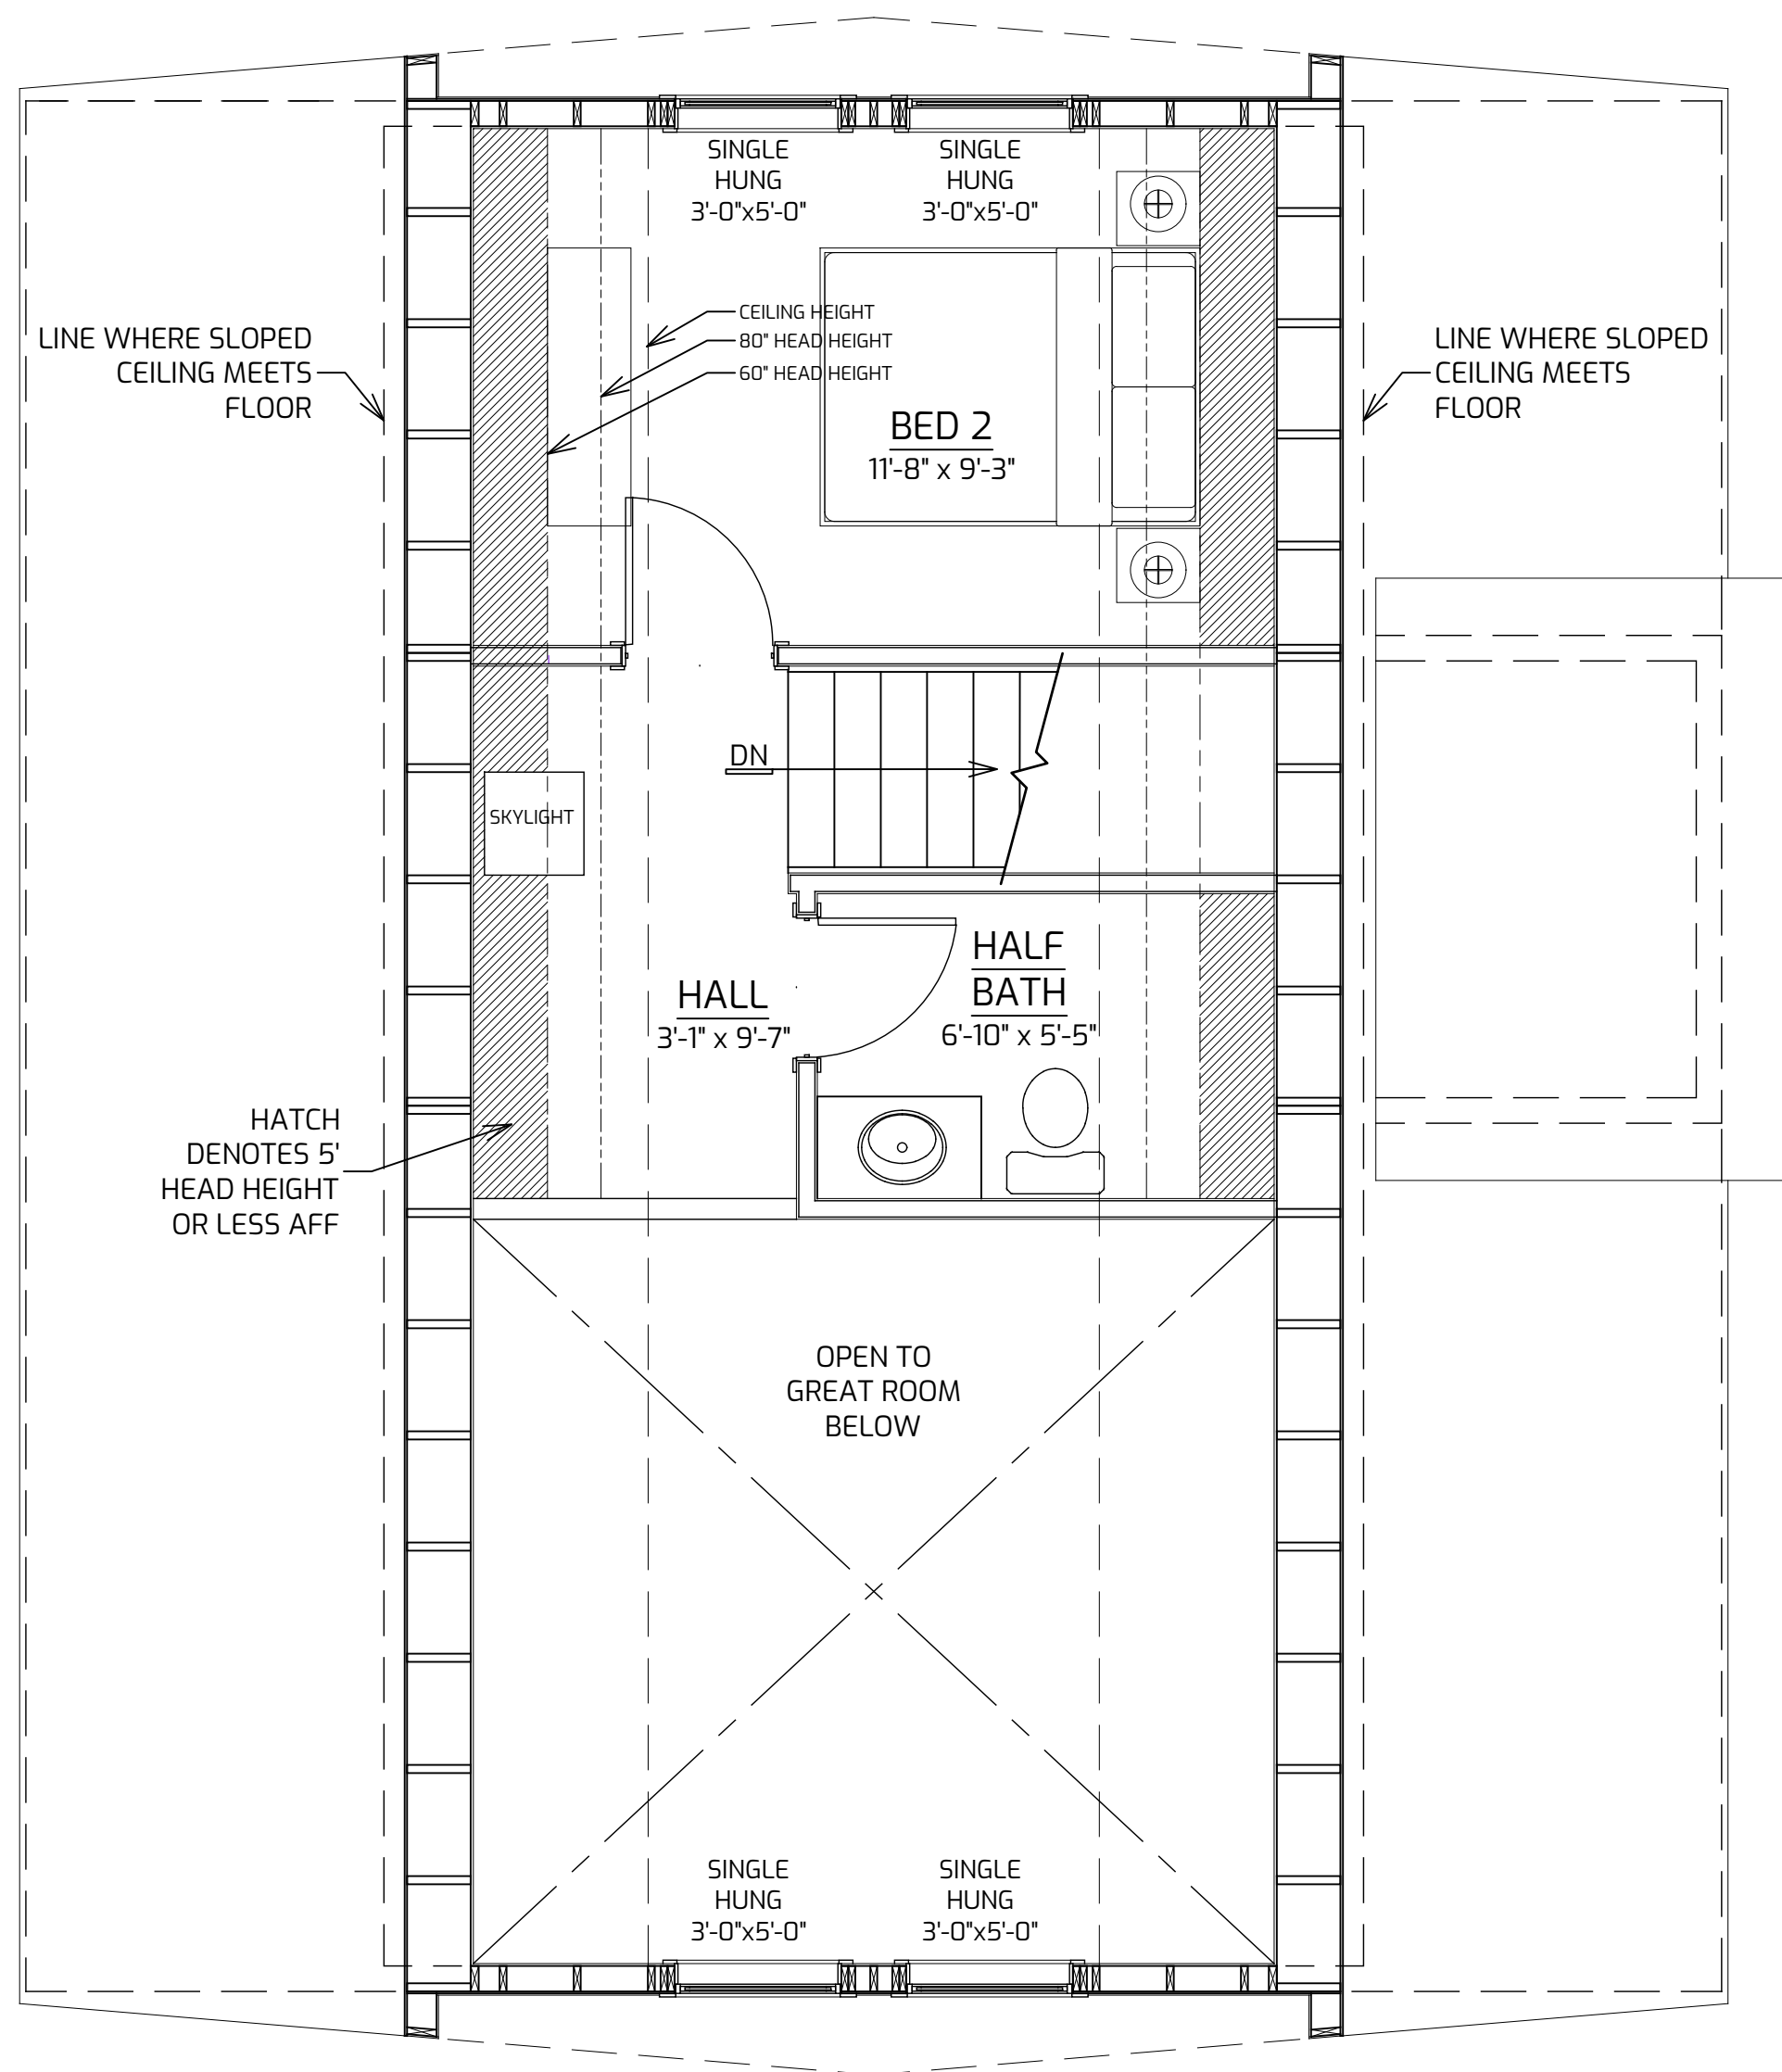 SINGLE
HUNG
3'-0"x5'-0"
SINGLE
HUNG
3'-0"x5'-0"
CEILING HEIGHT
80" HEAD HEIGHT
60" HEAD HEIGHT
LINE WHERE SLOPED
CEILING MEETS
FLOOR
LINE WHERE SLOPED
CEILING MEETS
FLOOR
BED 2
11'-8" x 9'-3"
DN
SKYLIGHT
HALF
BATH
6'-10" x 5'-5"
HALL
3'-1" x 9'-7"
HATCH
DENOTES 5'
HEAD HEIGHT
OR LESS AFF
OPEN TO
GREAT ROOM
BELOW
SINGLE
HUNG
3'-0"x5'-0"
SINGLE
HUNG
3'-0"x5'-0"